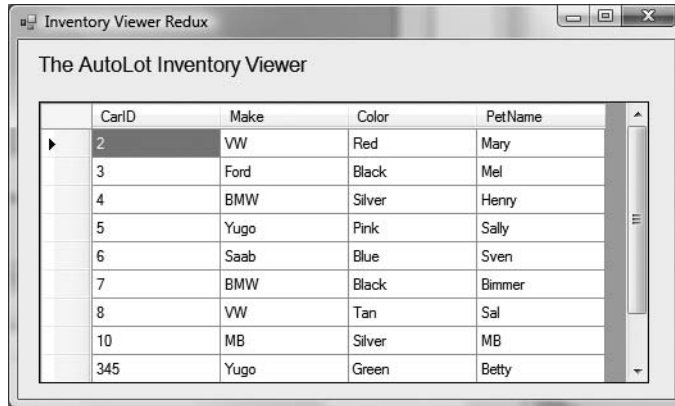 Inventory Viewer Redux
The AutoLot Inventory Viewer
CarID Make Color PetName
2 VW Red Mary
3 Ford Black Mel
4 BMW Silver Henry
5 Yugo Pink Sally
6 Saab Blue Sven
7 BMW Black Bimmer
8 VW Tan Sal
10 MB Silver MB
345 Yugo Green Betty